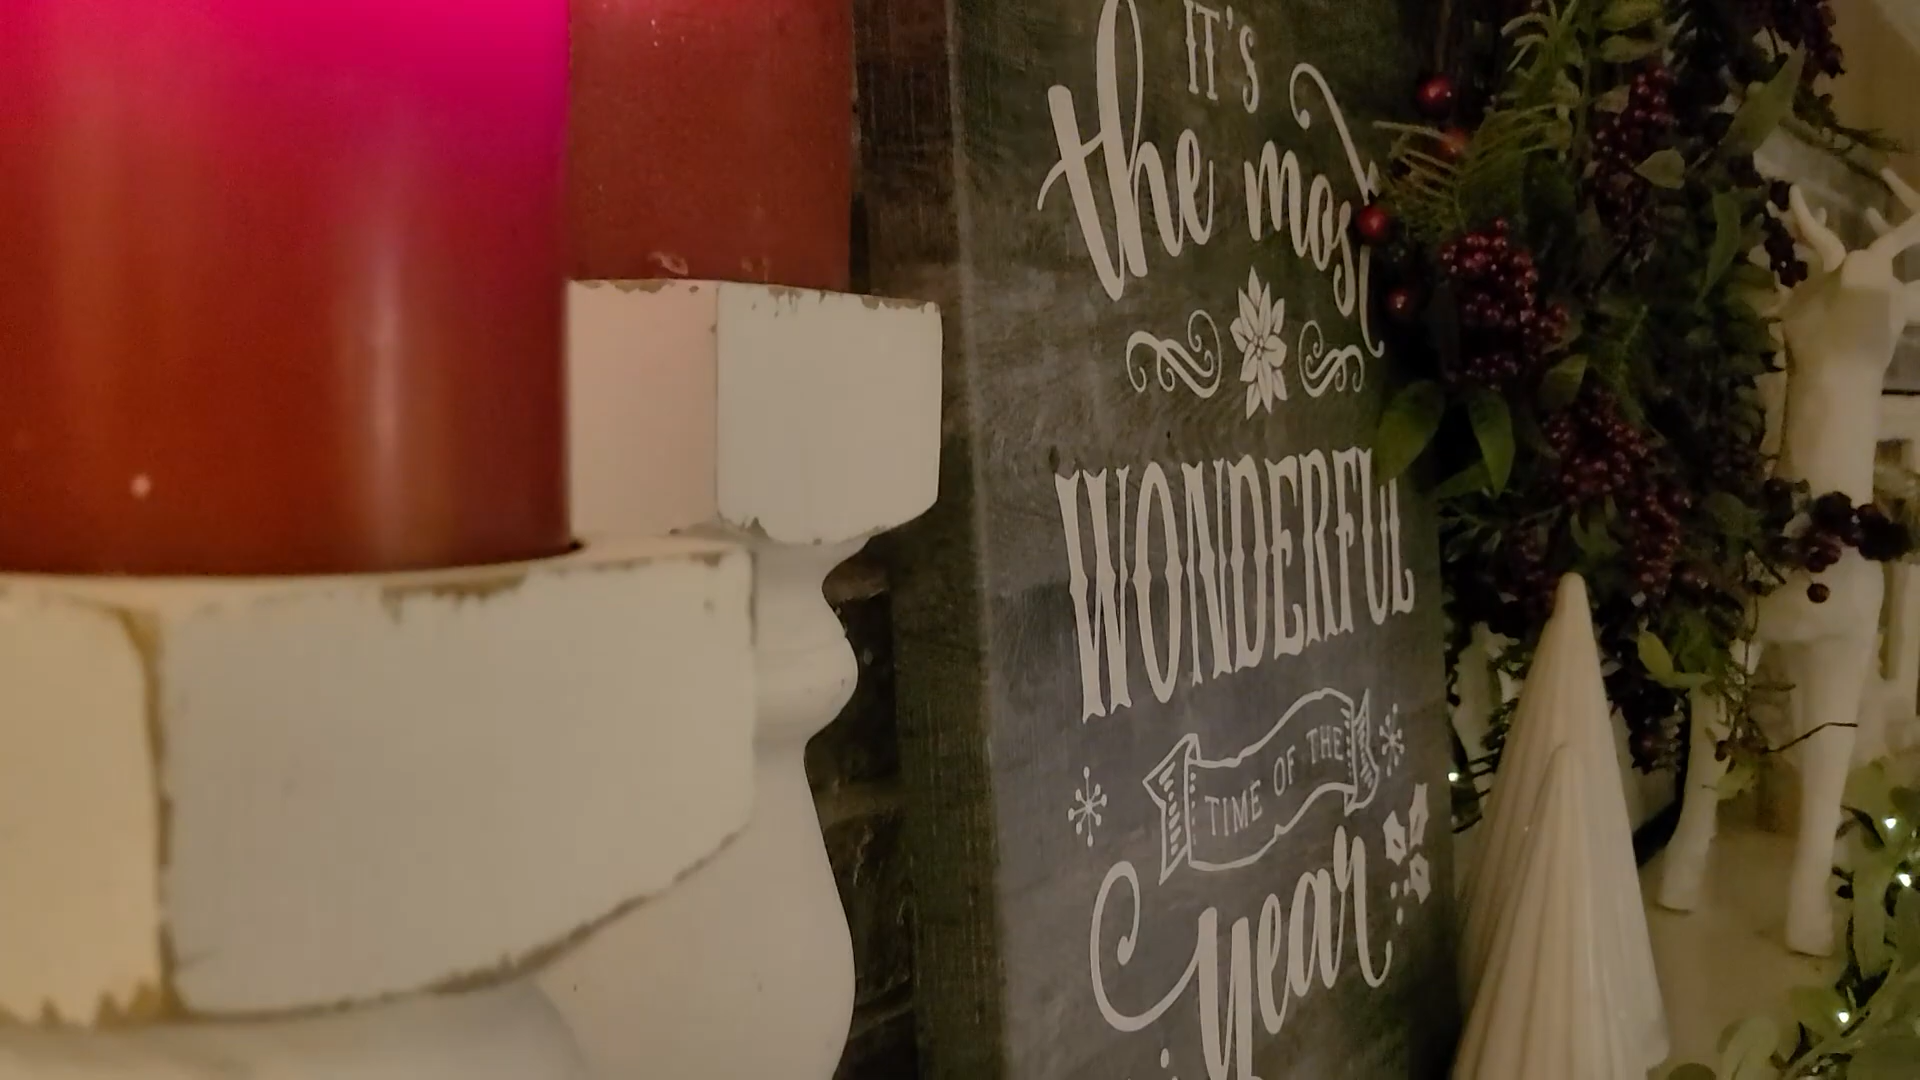 IT'S
the most
WONDERFUL
TIME OF THE
year